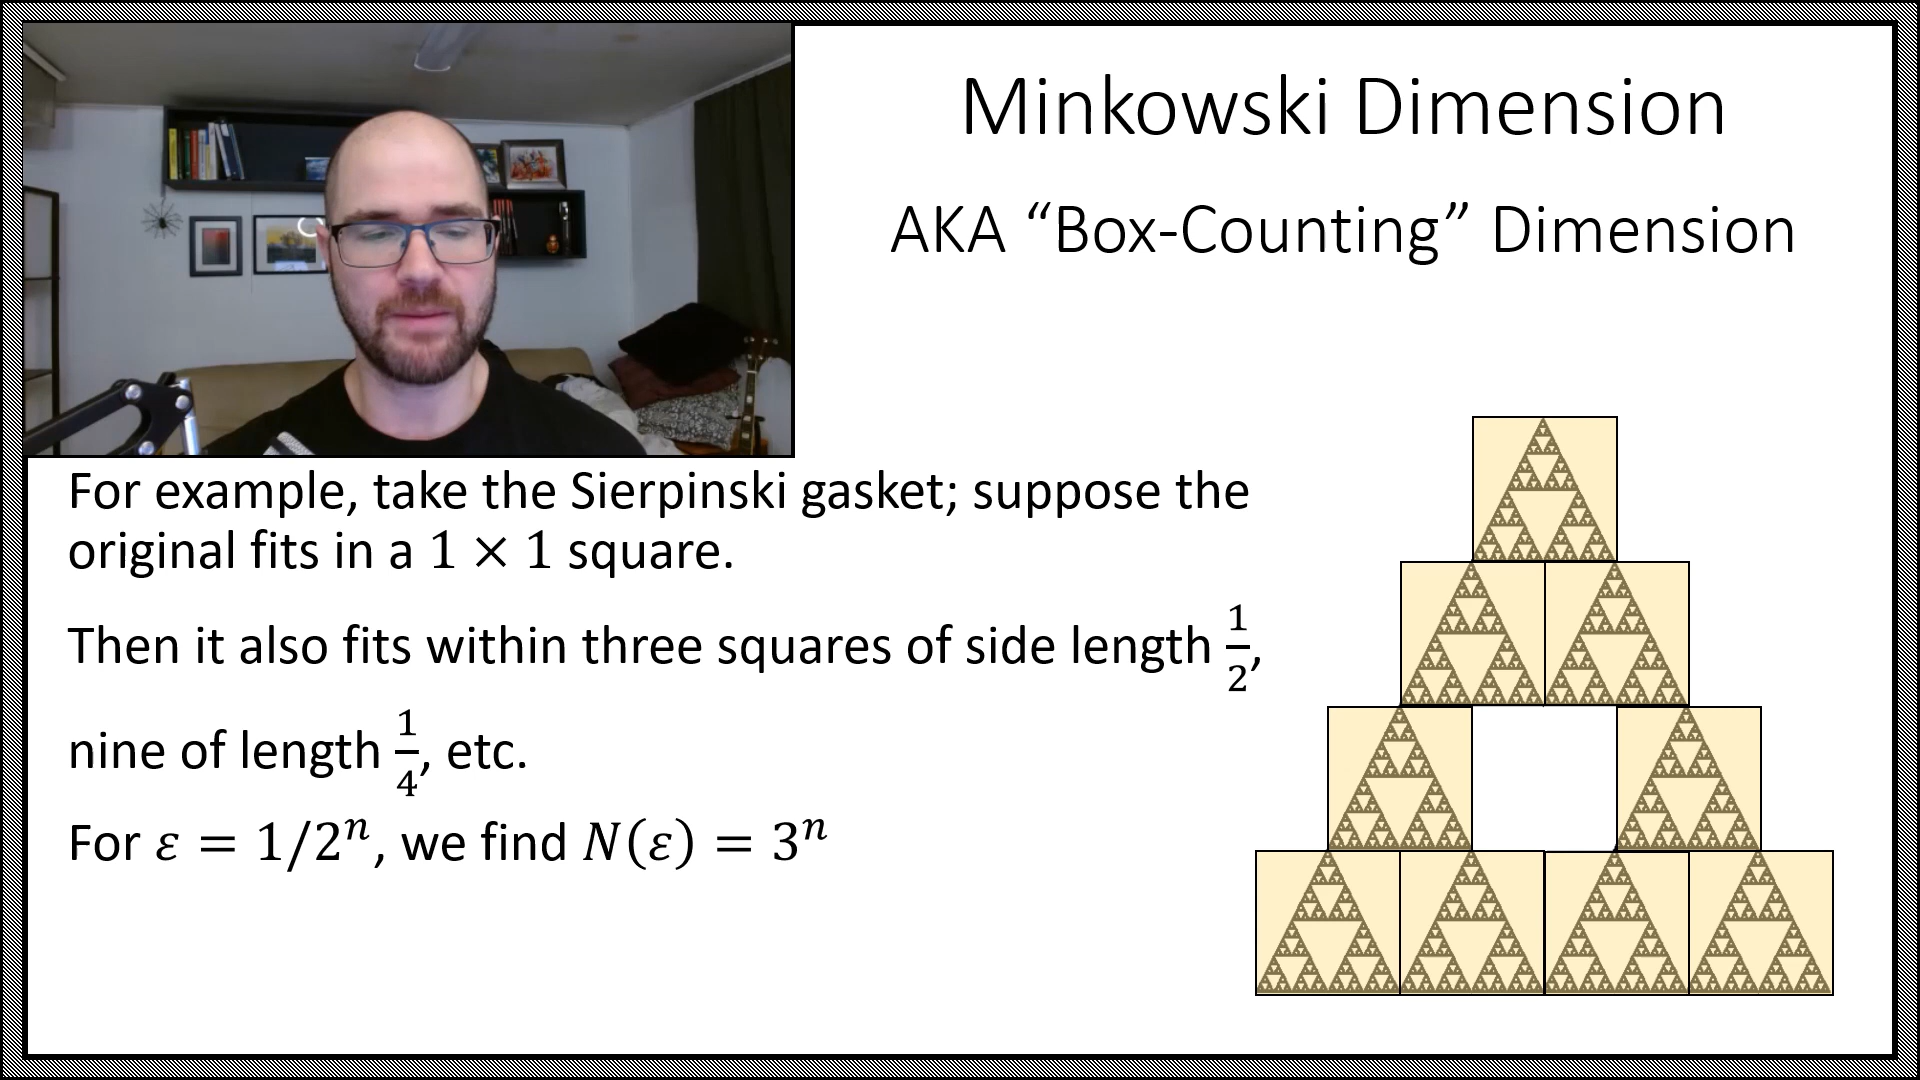 Minkowski Dimension
AKA “Box-Counting” Dimension
For example, take the Sierpinski gasket; suppose the
original fits in a 1 × 1 square.
Then it also fits within three squares of side length 1/2,
nine of length 1/4, etc.
For ε = 1/2ⁿ, we find N(ε) = 3ⁿ